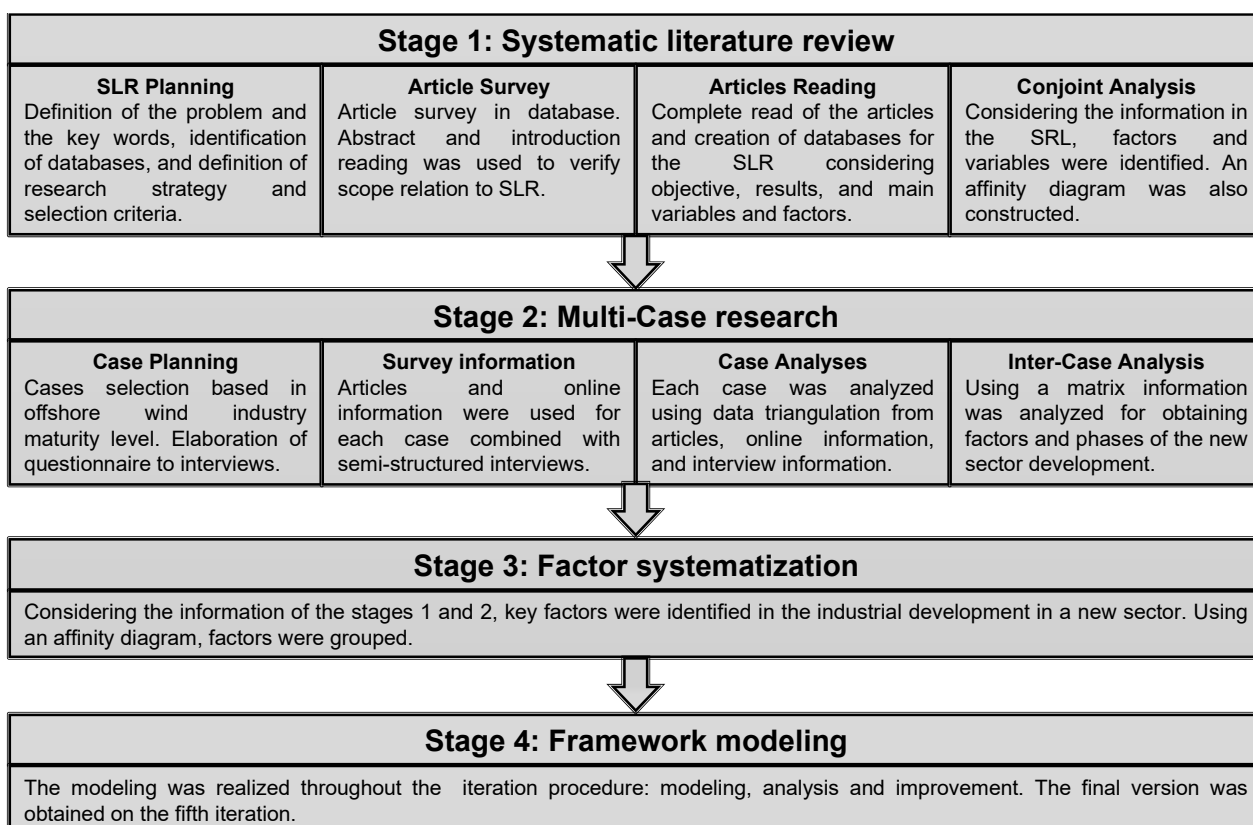 Stage 1: Systematic literature review
SLR Planning
Definition of the problem and
the key words, identification
of databases, and definition of
research strategy and
selection criteria.
Article Survey
Article survey in database.
Abstract and introduction
reading was used to verify
scope relation to SLR.
Articles Reading
Complete read of the articles
and creation of databases for
the SLR considering
objective, results, and main
variables and factors.
Conjoint Analysis
Considering the information in
the SRL, factors and
variables were identified. An
affinity diagram was also
constructed.
Stage 2: Multi-Case research
Case Planning
Cases selection based in
offshore wind industry
maturity level. Elaboration of
questionnaire to interviews.
Survey information
Articles and online
information were used for
each case combined with
semi-structured interviews.
Case Analyses
Each case was analyzed
using data triangulation from
articles, online information,
and interview information.
Inter-Case Analysis
Using a matrix information
was analyzed for obtaining
factors and phases of the new
sector development.
Stage 3: Factor systematization
Considering the information of the stages 1 and 2, key factors were identified in the industrial development in a new sector. Using
an affinity diagram, factors were grouped.
Stage 4: Framework modeling
The modeling was realized throughout the iteration procedure: modeling, analysis and improvement. The final version was
obtained on the fifth iteration.